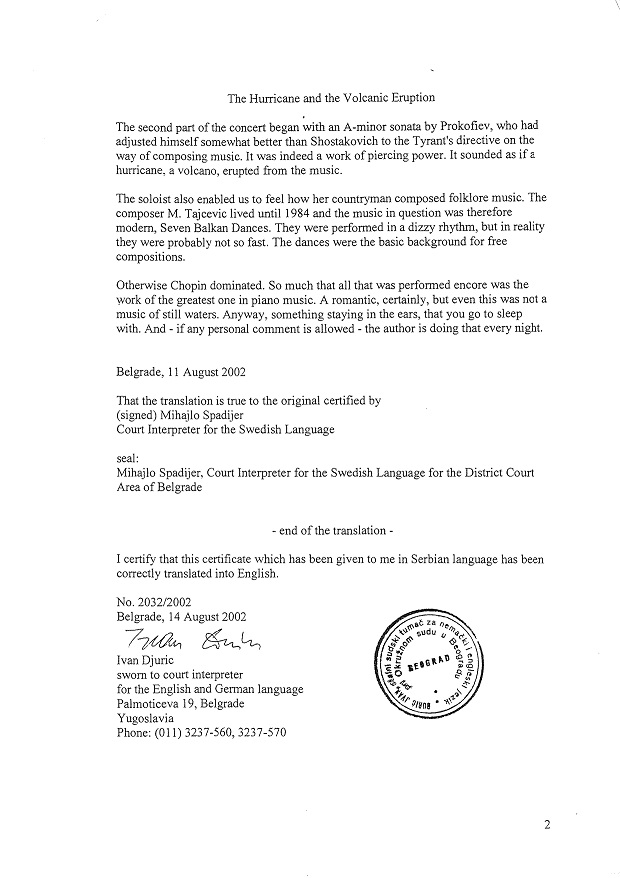 The Hurricane and the Volcanic Eruption
The second part of the concert began with an A-minor sonata by Prokofiev, who had
adjusted himself somewhat better than Shostakovich to the Tyrant's directive on the
way of composing music. It was indeed a work of piercing power. It sounded as if a
hurricane, a volcano, erupted from the music.
The soloist also enabled us to feel how her countryman composed folklore music. The
composer M. Tajcevic lived until 1984 and the music in question was therefore
modern, Seven Balkan Dances. They were performed in a dizzy rhythm, but in reality
they were probably not so fast. The dances were the basic background for free
compositions.
Otherwise Chopin dominated. So much that all that was performed encore was the
work of the greatest one in piano music. A romantic, certainly, but even this was not a
music of still waters. Anyway, something staying in the ears, that you go to sleep
with. And - if any personal comment is allowed - the author is doing that every night.
Belgrade, 11 August 2002
That the translation is true to the original certified by
(signed) Mihajlo Spadijer
Court Interpreter for the Swedish Language
seal:
Mihajlo Spadijer, Court Interpreter for the Swedish Language for the District Court
Area of Belgrade
- end of the translation -
I certify that this certificate which has been given to me in Serbian language has been
correctly translated into English.
No. 2032/2002
Belgrade, 14 August 2002
Ivan Djuric
sworn to court interpreter
for the English and German language
Palmoticeva 19, Belgrade
Yugoslavia
Phone: (011) 3237-560, 3237-570
stalni sudski tumač za nemački i engleski jezik
pri Okružnom sudu u Beogradu
BEOGRAD
2